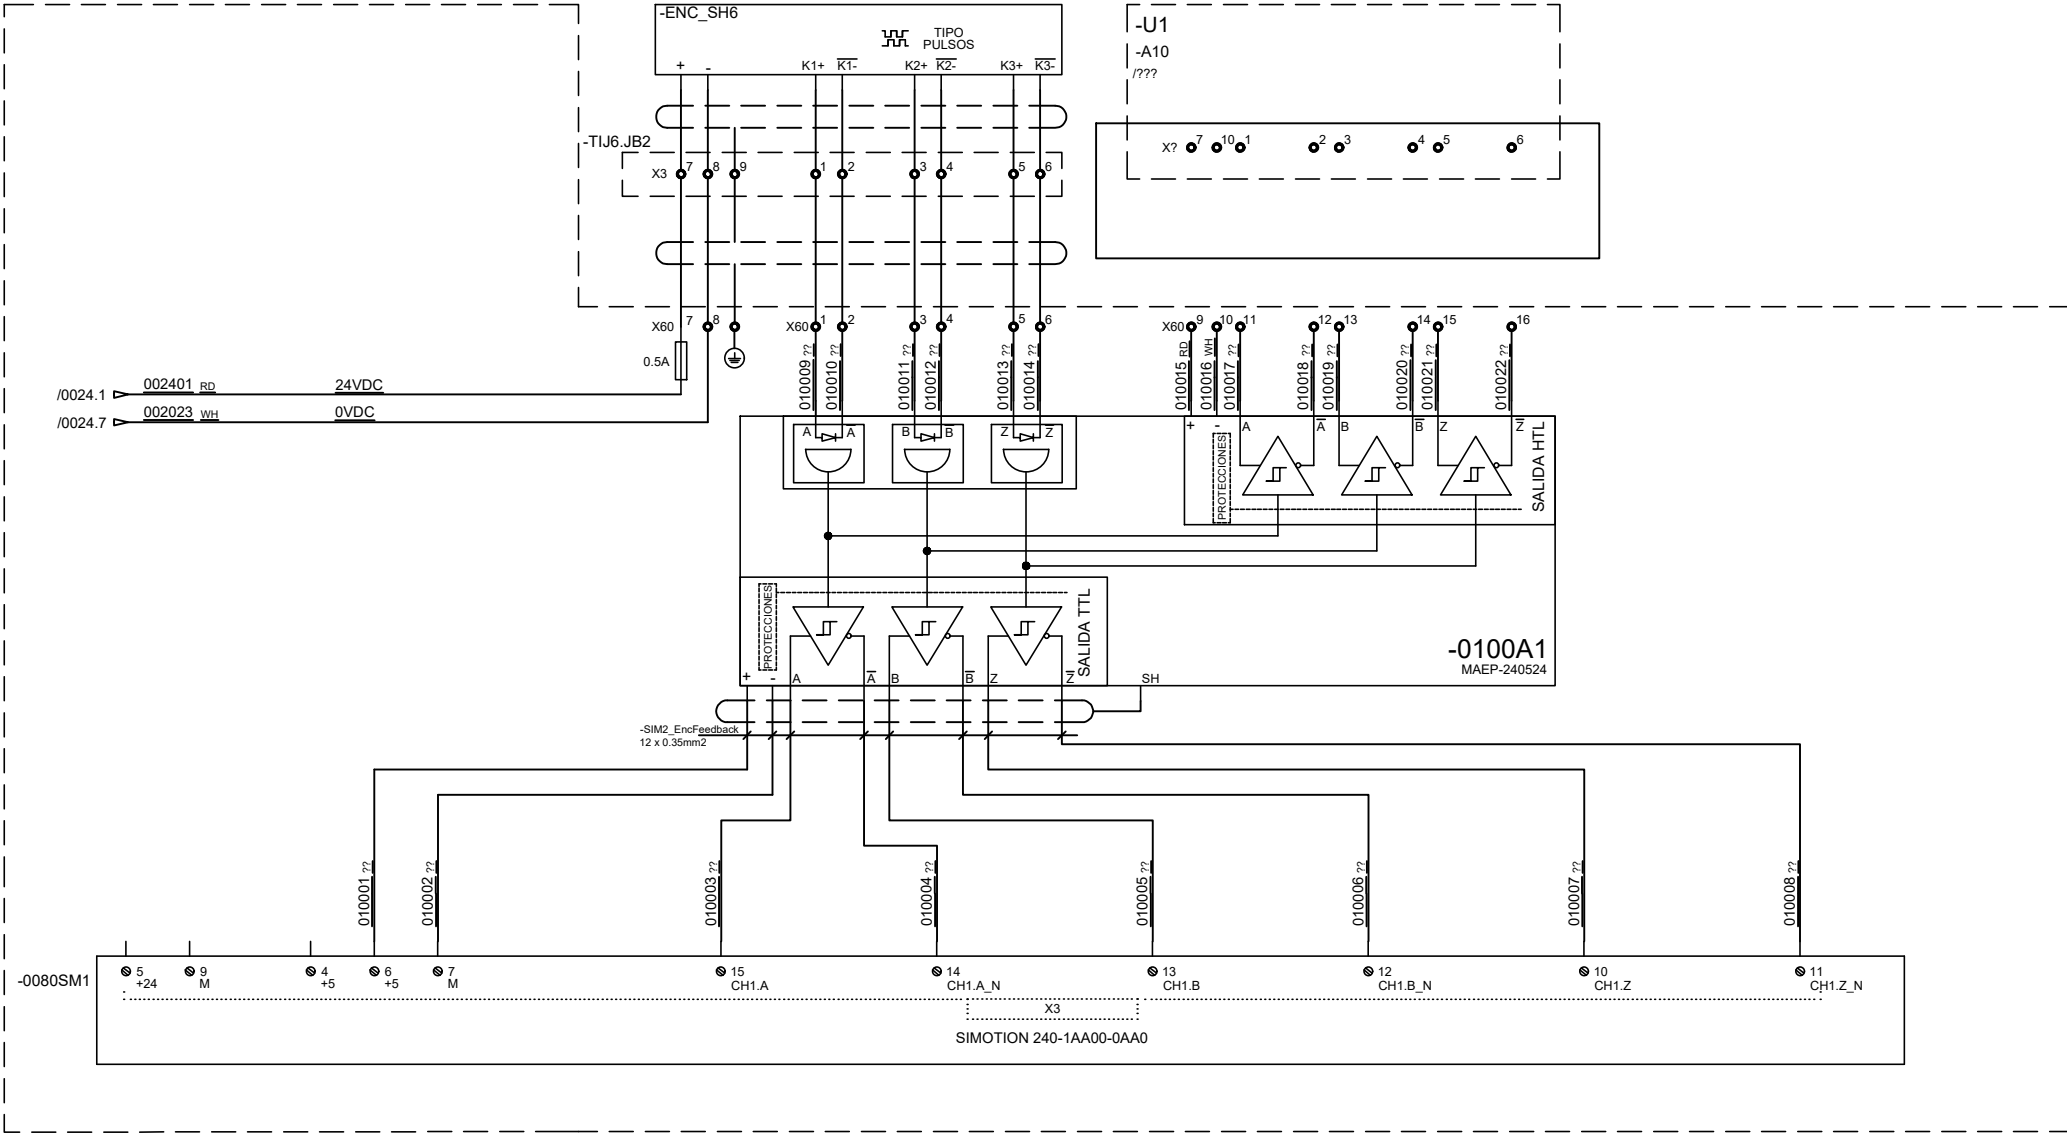 -ENC_SH6
TIPO
PULSOS
+ - K1+ K1- K2+ K2- K3+ K3-
-U1
-A10
/???
X? 7 10 1 2 3 4 5 6
-TIJ6.JB2
X3 7 8 9 1 2 3 4 5 6
X60 7 8 X60 1 2 3 4 5 6
X60 9 10 11 12 13 14 15 16
0.5A
010009 ??
010010 ??
010011 ??
010012 ??
010013 ??
010014 ??
010015 RD
010016 WH
010017 ??
010018 ??
010019 ??
010020 ??
010021 ??
010022 ??
/0024.1 002401 RD 24VDC
/0024.7 002023 WH 0VDC
A A B B Z Z
+ - A A B B Z Z
PROTECCIONES
SALIDA HTL
PROTECCIONES
SALIDA TTL
-0100A1
MAEP-240524
+ - A A B B Z Z SH
-SIM2_EncFeedback
12 x 0.35mm2
010001 ??
010002 ??
010003 ??
010004 ??
010005 ??
010006 ??
010007 ??
010008 ??
-0080SM1
5 9 4 6 7 15 14 13 12 10 11
+24 M +5 +5 M CH1.A CH1.A_N CH1.B CH1.B_N CH1.Z CH1.Z_N
X3
SIMOTION 240-1AA00-0AA0